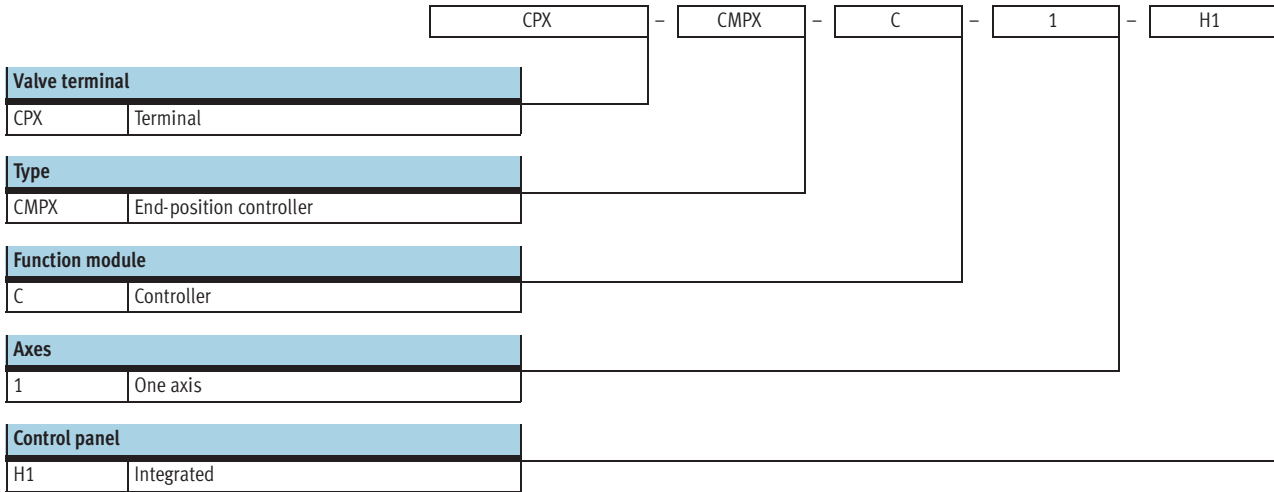 CPX – CMPX – C – 1 – H1
Valve terminal
CPX Terminal
Type
CMPX End-position controller
Function module
C Controller
Axes
1 One axis
Control panel
H1 Integrated